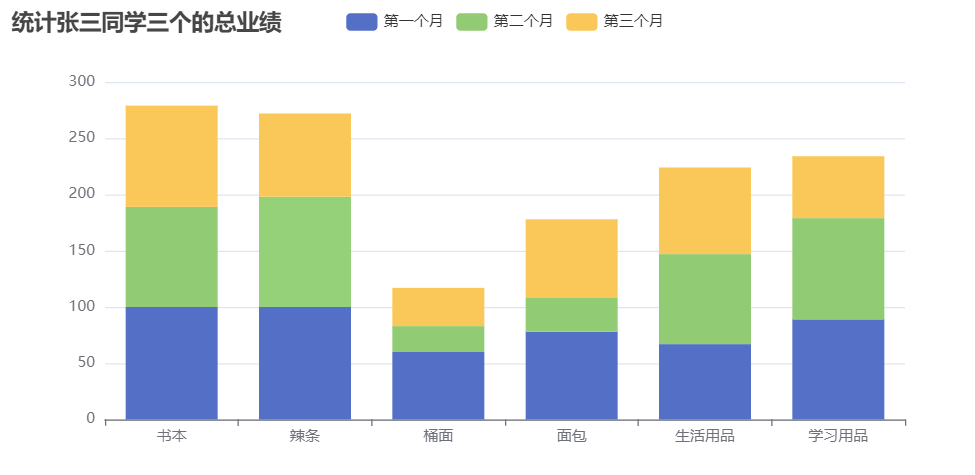 统计张三同学三个的总业绩
第一个月 第二个月 第三个月
300
250
200
150
100
50
0
书本 辣条 桶面 面包 生活用品 学习用品